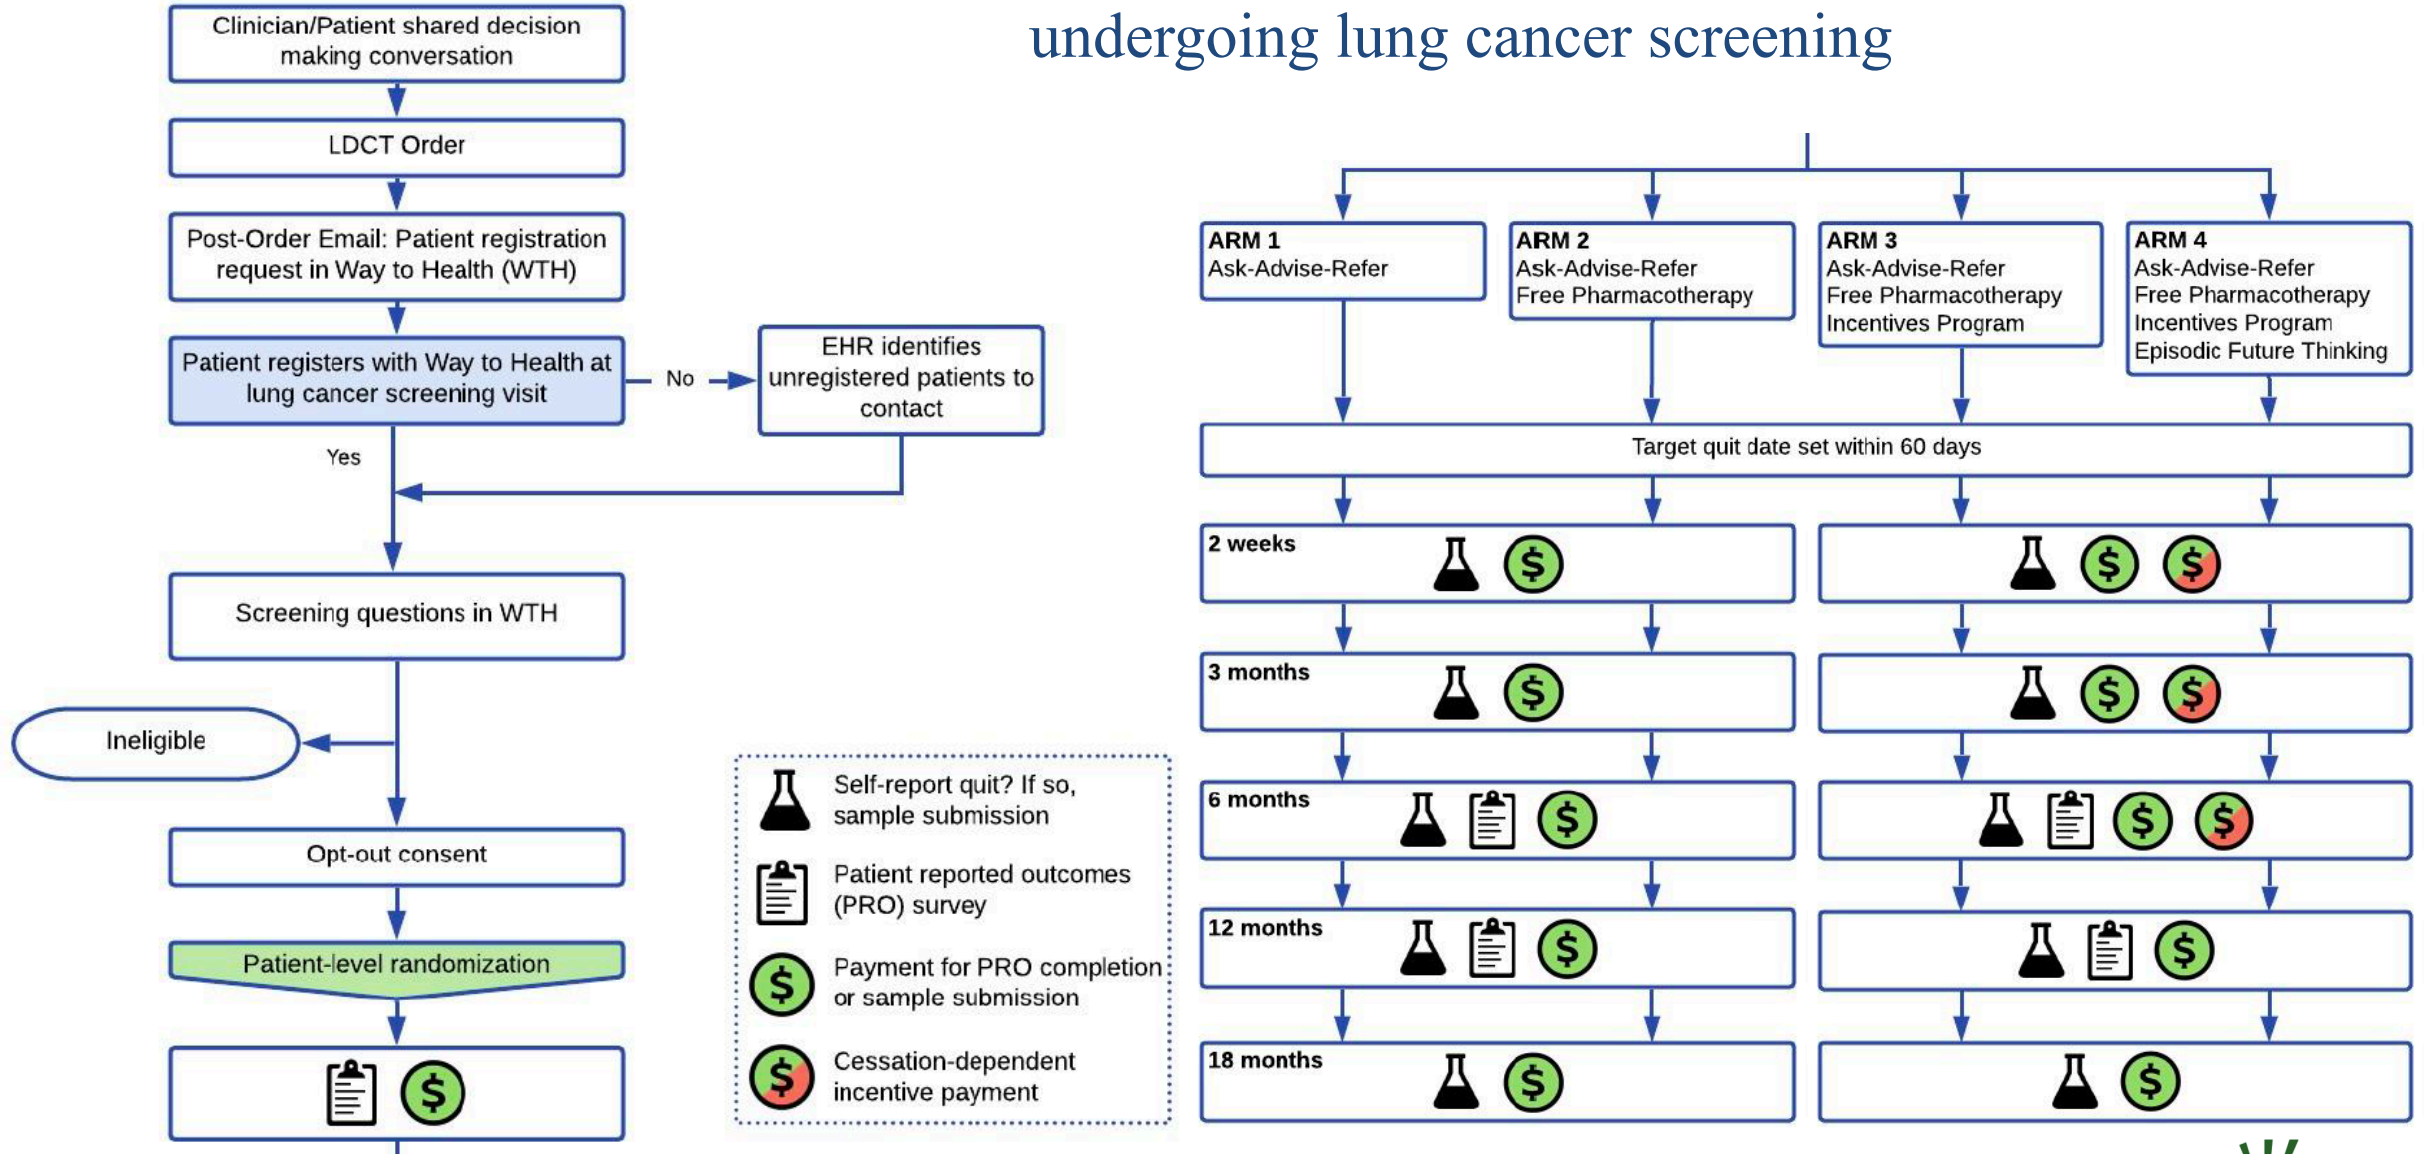 undergoing lung cancer screening
Clinician/Patient shared decision
making conversation
LDCT Order
Post-Order Email: Patient registration
request in Way to Health (WTH)
Patient registers with Way to Health at
lung cancer screening visit
No
EHR identifies
unregistered patients to
contact
Yes
Screening questions in WTH
Ineligible
Opt-out consent
Patient-level randomization
$
Self-report quit? If so,
sample submission
Patient reported outcomes
(PRO) survey
$
Payment for PRO completion
or sample submission
$
Cessation-dependent
incentive payment
ARM 1
Ask-Advise-Refer
ARM 2
Ask-Advise-Refer
Free Pharmacotherapy
ARM 3
Ask-Advise-Refer
Free Pharmacotherapy
Incentives Program
ARM 4
Ask-Advise-Refer
Free Pharmacotherapy
Incentives Program
Episodic Future Thinking
Target quit date set within 60 days
2 weeks
$
$ $
3 months
$
$ $
6 months
$
$ $
12 months
$
$
18 months
$
$